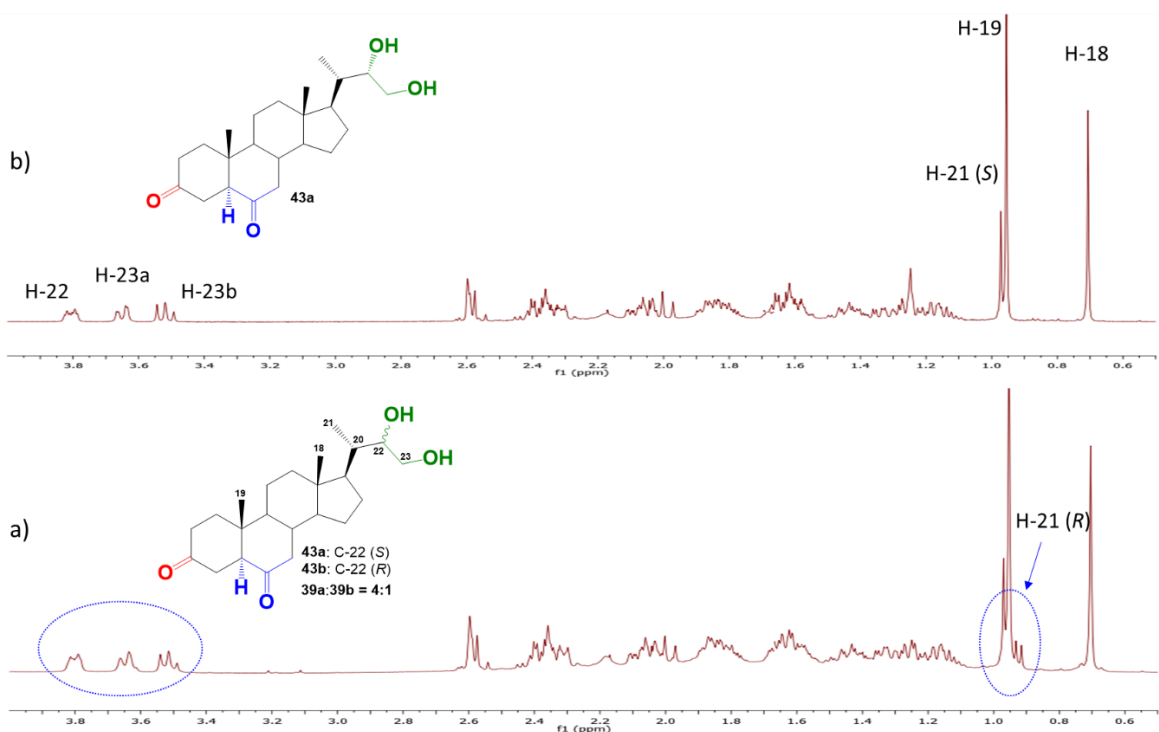 b)
OH
OH
O
H
O
43a
H-22
H-23a
H-23b
H-19
H-21 (S)
H-18
3.8 3.6 3.4 3.2 3.0 2.8 2.6 2.4 2.2 2.0 1.8 1.6 1.4 1.2 1.0 0.8 0.6
f1 (ppm)
a)
21
OH
20
22
OH
18
23
19
O
H
O
43a: C-22 (S)
43b: C-22 (R)
39a:39b = 4:1
H-21 (R)
3.8 3.6 3.4 3.2 3.0 2.8 2.6 2.4 2.2 2.0 1.8 1.6 1.4 1.2 1.0 0.8 0.6
f1 (ppm)